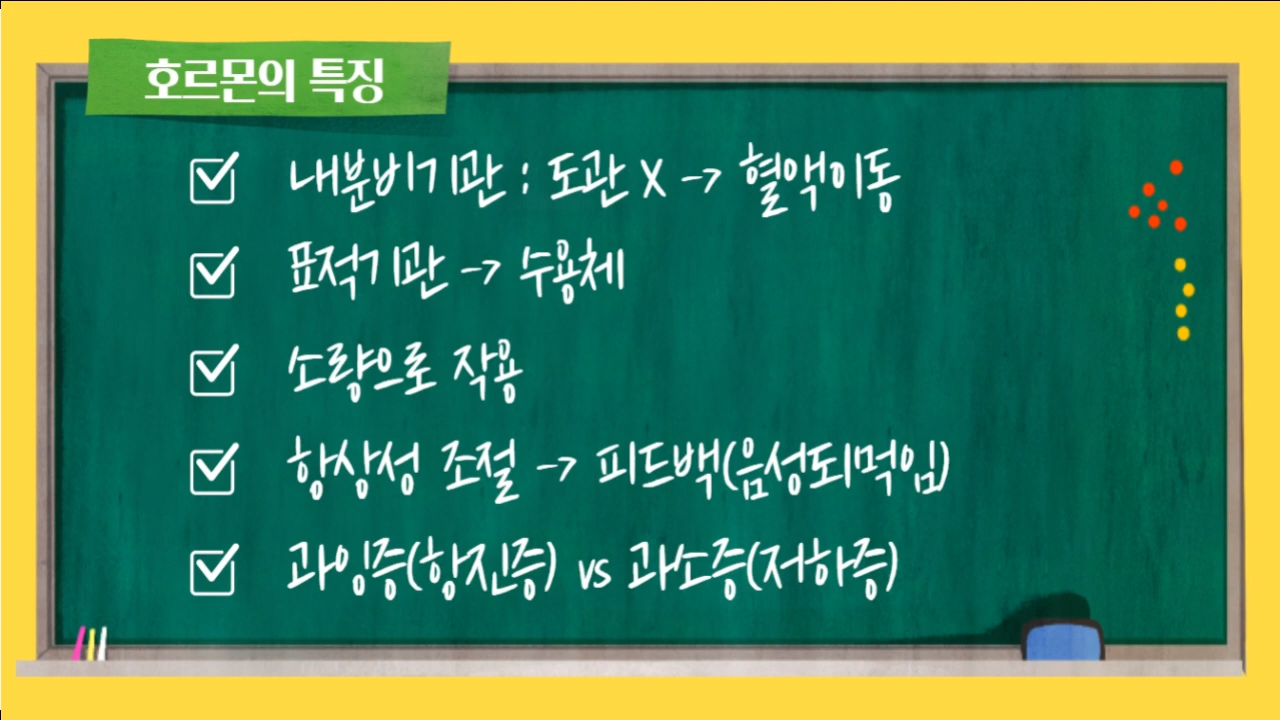 호르몬의 특징
내분비기관 : 도관 X -> 혈액이동
표적기관 -> 수용체
소량으로 작용
항상성 조절 -> 피드백(음성되먹임)
과잉증(항진증) vs 과소증(저하증)